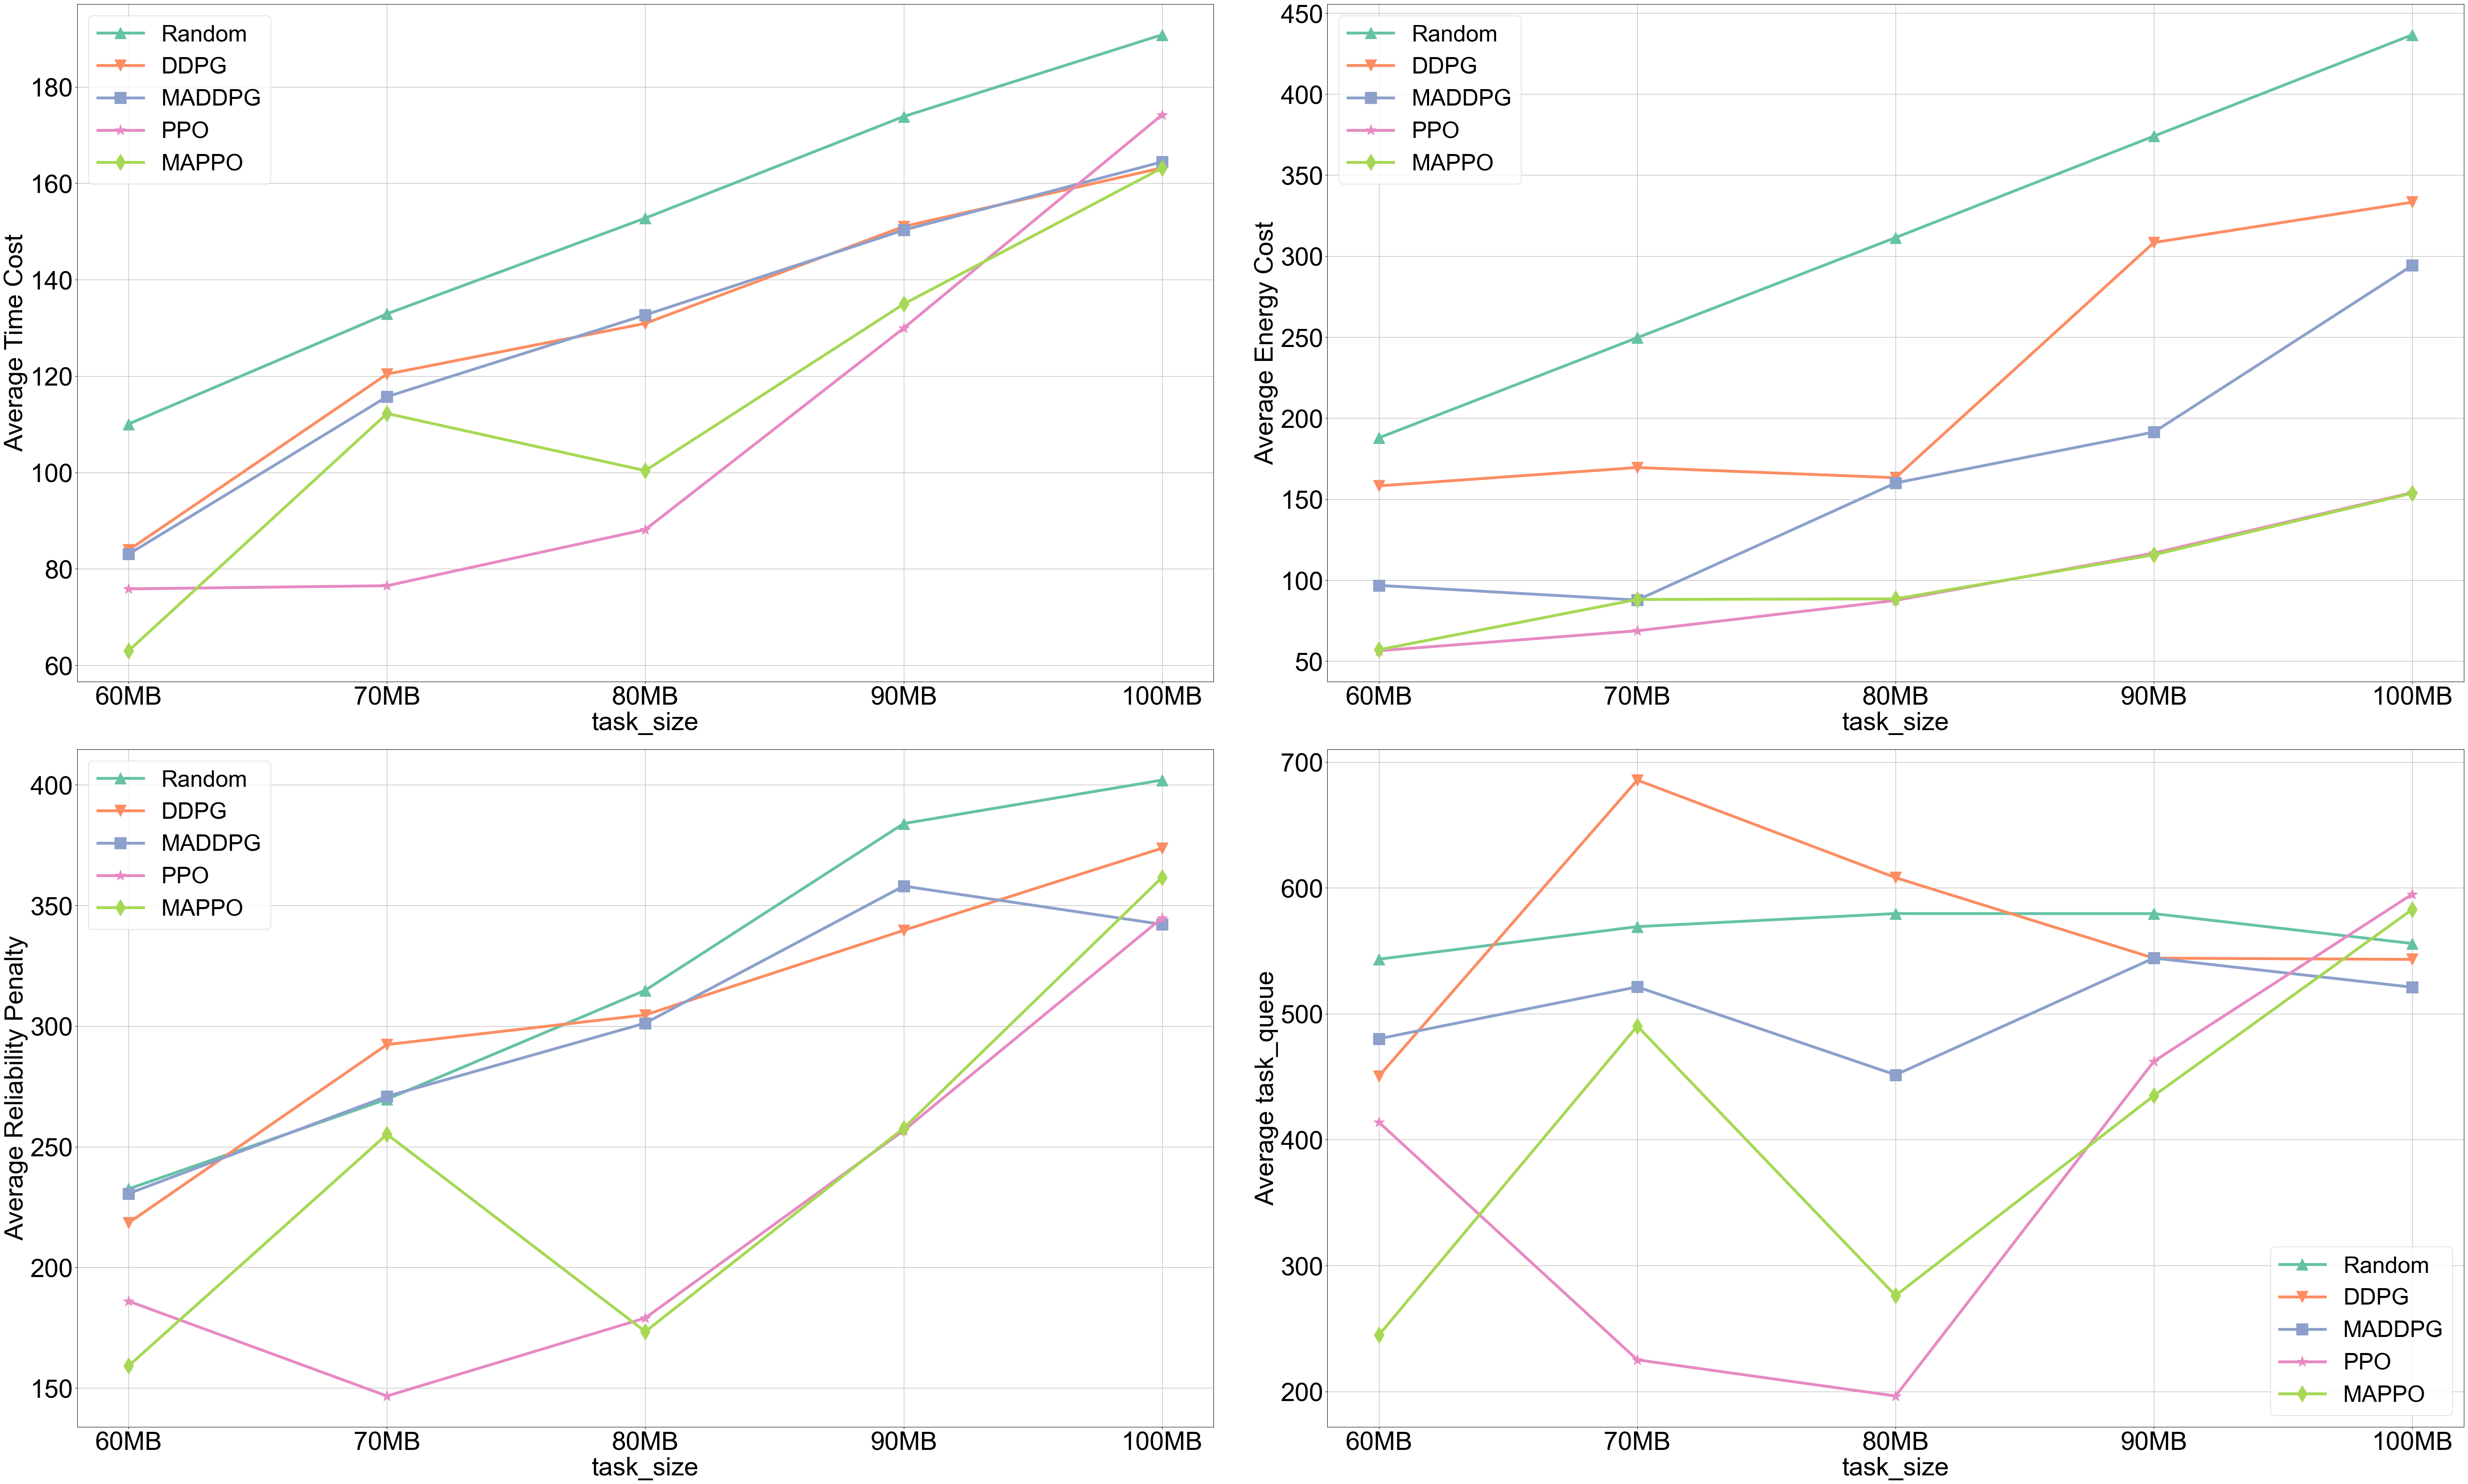 Average Time Cost
180
160
140
120
100
80
60
Random
DDPG
MADDPG
PPO
MAPPO
60MB 70MB 80MB 90MB 100MB
task_size
Average Energy Cost
450
400
350
300
250
200
150
100
50
Random
DDPG
MADDPG
PPO
MAPPO
60MB 70MB 80MB 90MB 100MB
task_size
Average Reliability Penalty
400
350
300
250
200
150
Random
DDPG
MADDPG
PPO
MAPPO
60MB 70MB 80MB 90MB 100MB
task_size
Average task_queue
700
600
500
400
300
200
Random
DDPG
MADDPG
PPO
MAPPO
60MB 70MB 80MB 90MB 100MB
task_size